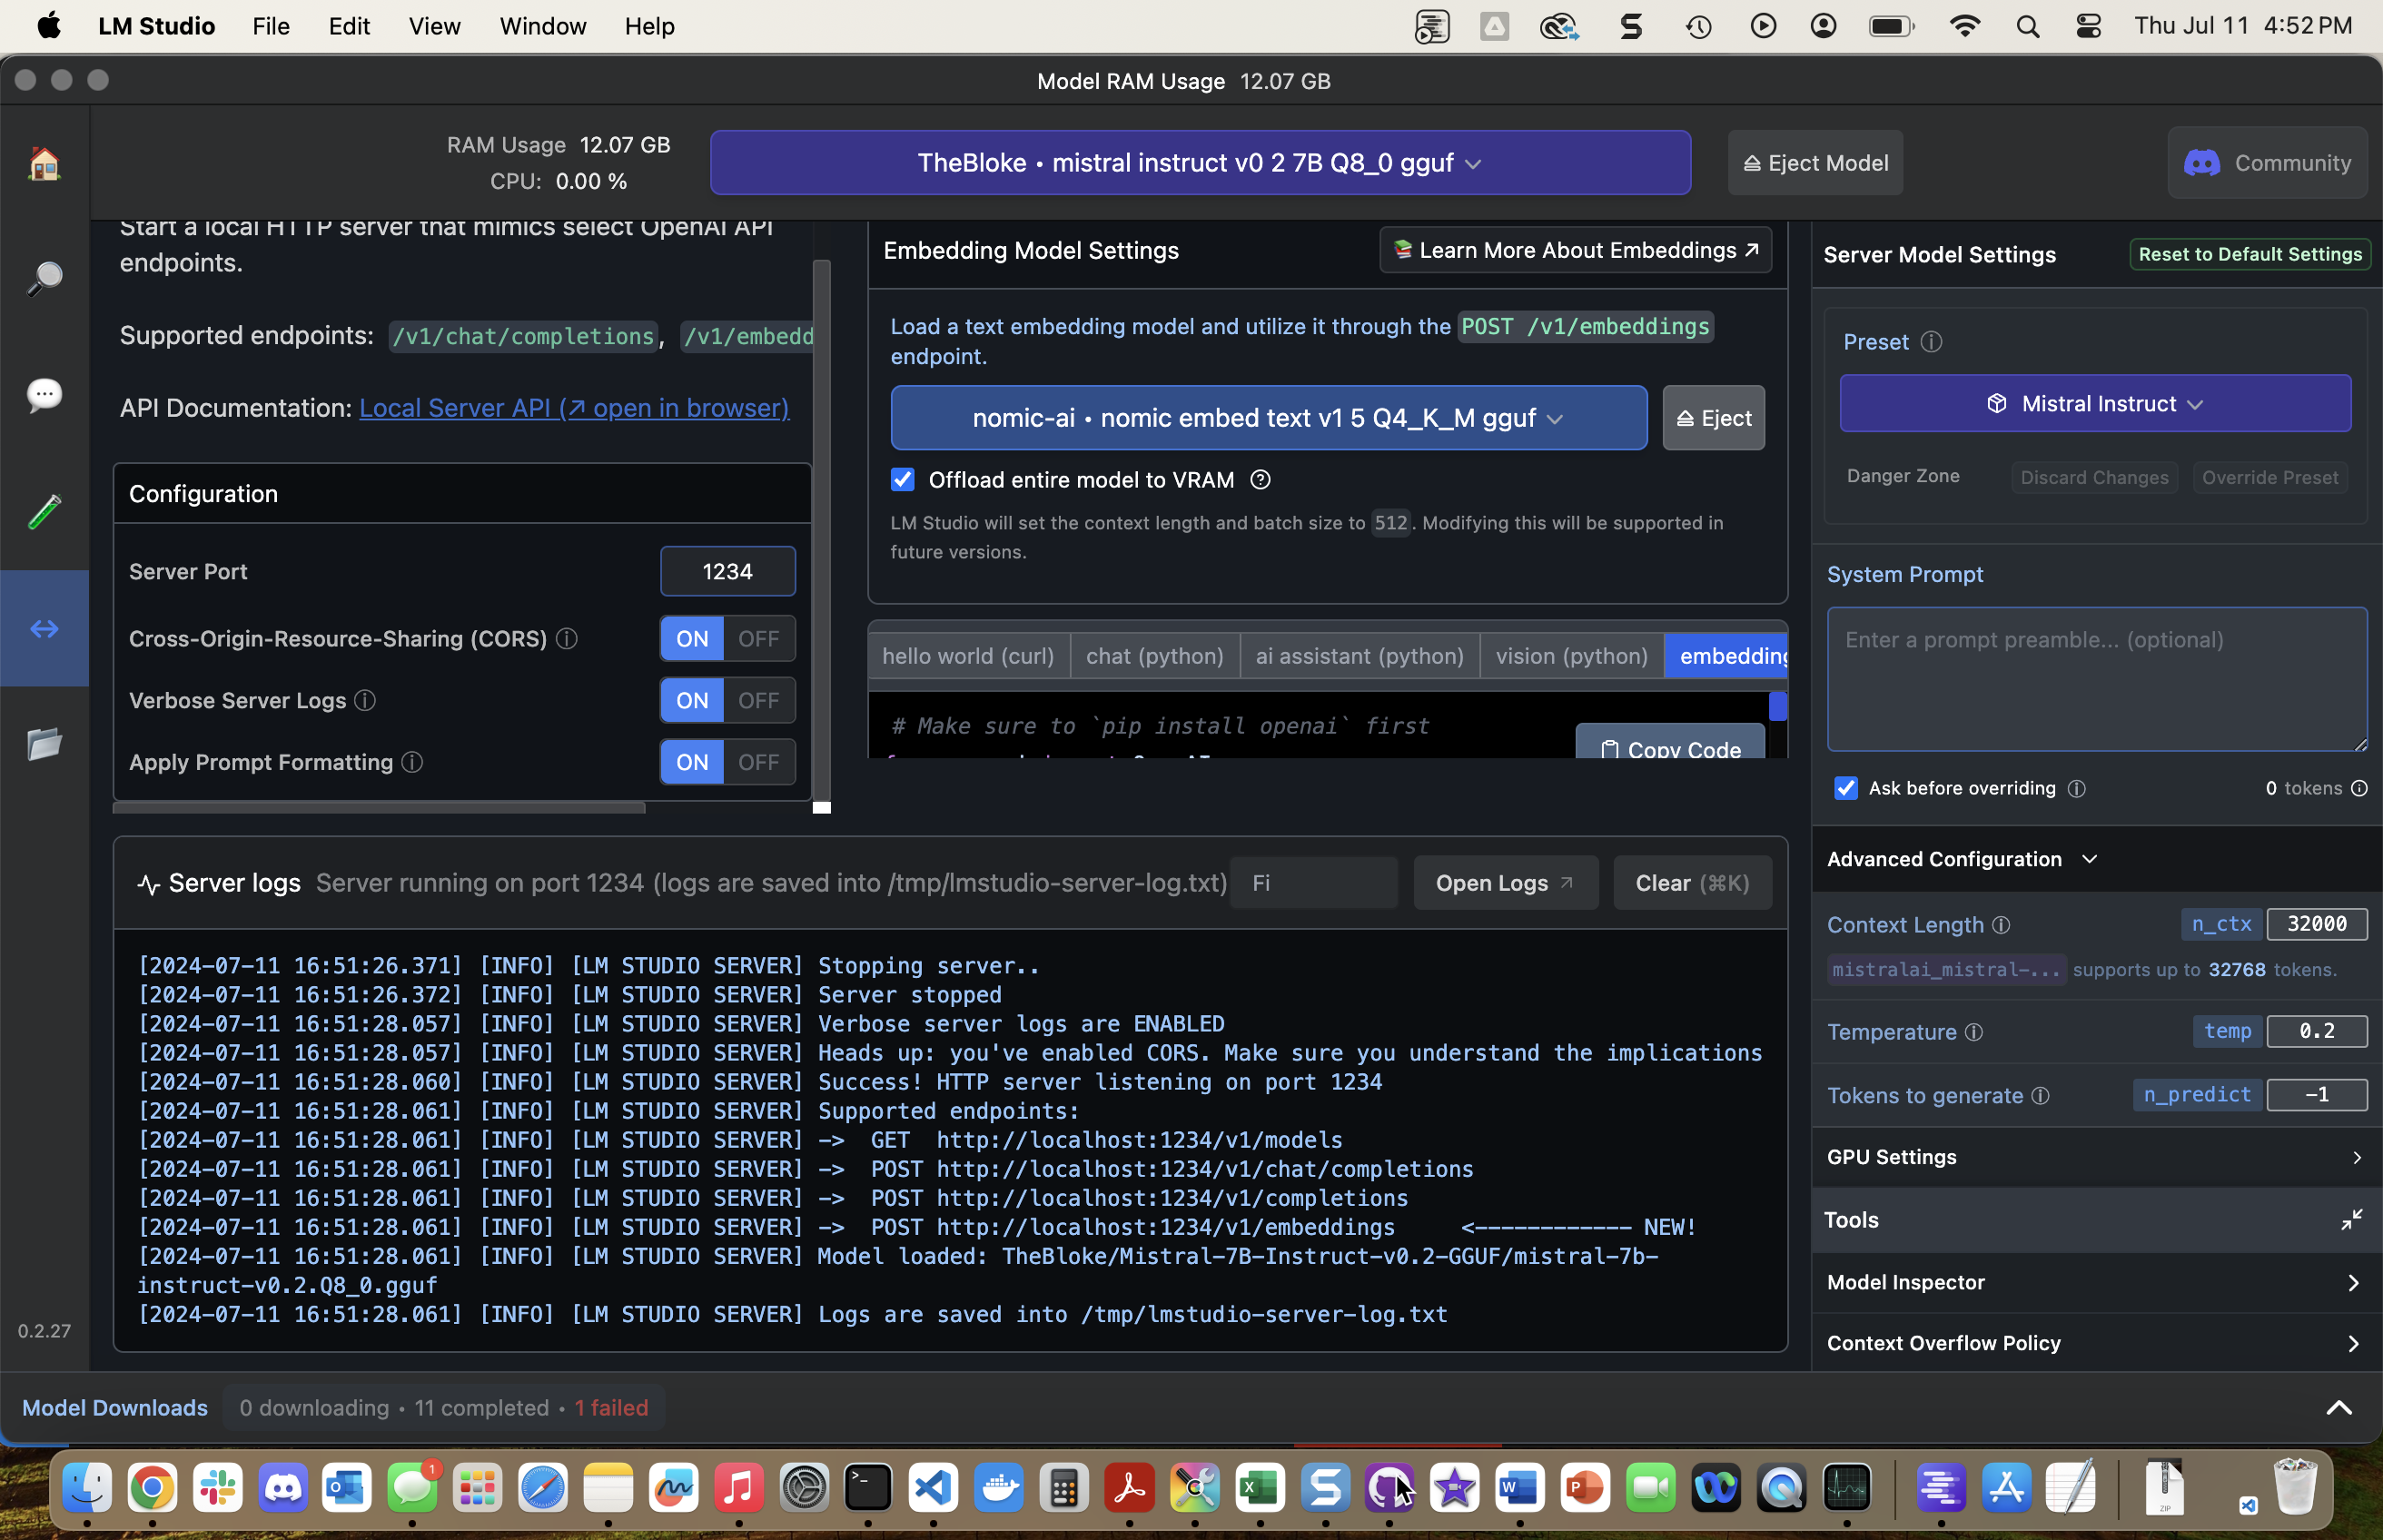 LM Studio File Edit View Window Help Thu Jul 11 4:52 PM
Model RAM Usage 12.07 GB
RAM Usage 12.07 GB
CPU: 0.00 %
TheBloke • mistral instruct v0 2 7B Q8_0 gguf
Eject Model
Community
Start a local HTTP server that mimics select OpenAI API
endpoints.
Supported endpoints: /v1/chat/completions, /v1/embedd
API Documentation: Local Server API (↗ open in browser)
Configuration
Server Port 1234
Cross-Origin-Resource-Sharing (CORS) ON OFF
Verbose Server Logs ON OFF
Apply Prompt Formatting ON OFF
Embedding Model Settings
Learn More About Embeddings ↗
Load a text embedding model and utilize it through the POST /v1/embeddings
endpoint.
nomic-ai • nomic embed text v1 5 Q4_K_M gguf
Eject
Offload entire model to VRAM
LM Studio will set the context length and batch size to 512. Modifying this will be supported in
future versions.
hello world (curl) chat (python) ai assistant (python) vision (python) embedding
# Make sure to `pip install openai` first
Copy Code
Server logs Server running on port 1234 (logs are saved into /tmp/lmstudio-server-log.txt) Fi Open Logs ↗ Clear (⌘K)
[2024-07-11 16:51:26.371] [INFO] [LM STUDIO SERVER] Stopping server..
[2024-07-11 16:51:26.372] [INFO] [LM STUDIO SERVER] Server stopped
[2024-07-11 16:51:28.057] [INFO] [LM STUDIO SERVER] Verbose server logs are ENABLED
[2024-07-11 16:51:28.057] [INFO] [LM STUDIO SERVER] Heads up: you've enabled CORS. Make sure you understand the implications
[2024-07-11 16:51:28.060] [INFO] [LM STUDIO SERVER] Success! HTTP server listening on port 1234
[2024-07-11 16:51:28.061] [INFO] [LM STUDIO SERVER] Supported endpoints:
[2024-07-11 16:51:28.061] [INFO] [LM STUDIO SERVER] -> GET http://localhost:1234/v1/models
[2024-07-11 16:51:28.061] [INFO] [LM STUDIO SERVER] -> POST http://localhost:1234/v1/chat/completions
[2024-07-11 16:51:28.061] [INFO] [LM STUDIO SERVER] -> POST http://localhost:1234/v1/completions
[2024-07-11 16:51:28.061] [INFO] [LM STUDIO SERVER] -> POST http://localhost:1234/v1/embeddings <------------ NEW!
[2024-07-11 16:51:28.061] [INFO] [LM STUDIO SERVER] Model loaded: TheBloke/Mistral-7B-Instruct-v0.2-GGUF/mistral-7b-
instruct-v0.2.Q8_0.gguf
[2024-07-11 16:51:28.061] [INFO] [LM STUDIO SERVER] Logs are saved into /tmp/lmstudio-server-log.txt
Server Model Settings Reset to Default Settings
Preset
Mistral Instruct
Danger Zone Discard Changes Override Preset
System Prompt
Enter a prompt preamble... (optional)
Ask before overriding 0 tokens
Advanced Configuration
Context Length n_ctx 32000
mistralai_mistral-... supports up to 32768 tokens.
Temperature temp 0.2
Tokens to generate n_predict -1
GPU Settings
Tools
Model Inspector
Context Overflow Policy
0.2.27
Model Downloads 0 downloading • 11 completed • 1 failed
1
ZIP